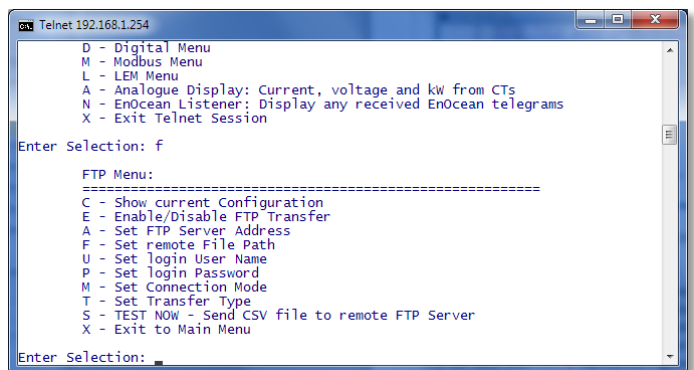 Telnet 192.168.1.254
D - Digital Menu
M - Modbus Menu
L - LEM Menu
A - Analogue Display: Current, voltage and kW from CTs
N - EnOcean Listener: Display any received EnOcean telegrams
X - Exit Telnet Session
Enter Selection: f
FTP Menu:
=========================================================
C - Show current Configuration
E - Enable/Disable FTP Transfer
A - Set FTP Server Address
F - Set remote File Path
U - Set login User Name
P - Set login Password
M - Set Connection Mode
T - Set Transfer Type
S - TEST NOW - Send CSV file to remote FTP Server
X - Exit to Main Menu
Enter Selection: _